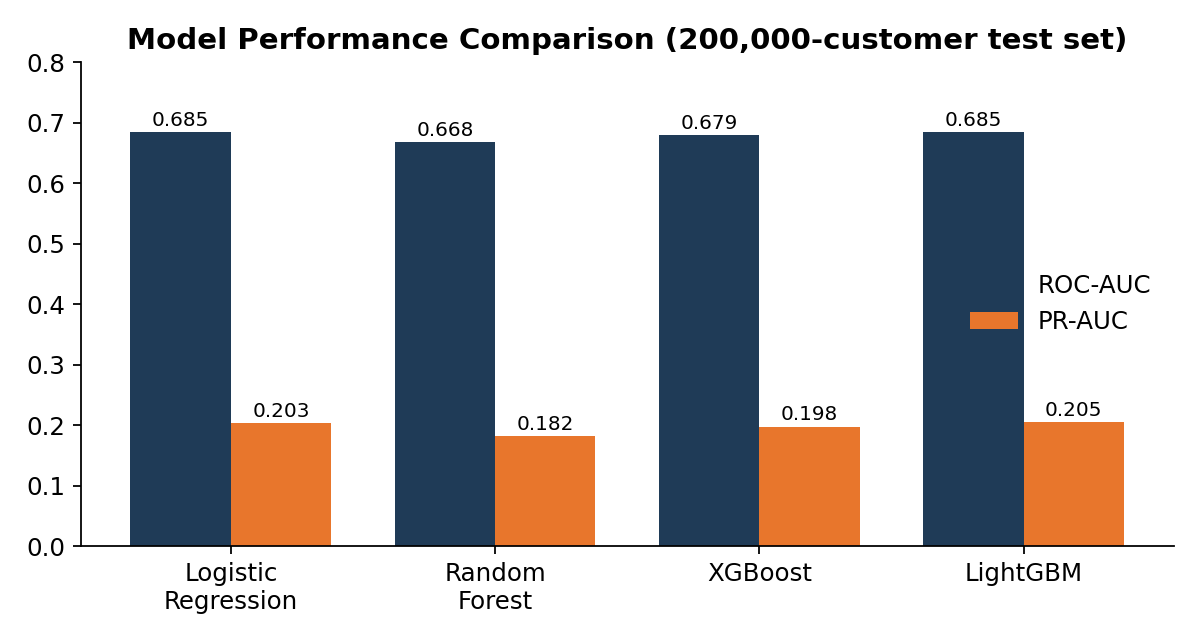 Model Performance Comparison (200,000-customer test set)
0.8
0.7
0.6
0.5
0.4
0.3
0.2
0.1
0.0
0.685
0.203
0.668
0.182
0.679
0.198
0.685
0.205
ROC-AUC
PR-AUC
Logistic
Regression
Random
Forest
XGBoost
LightGBM